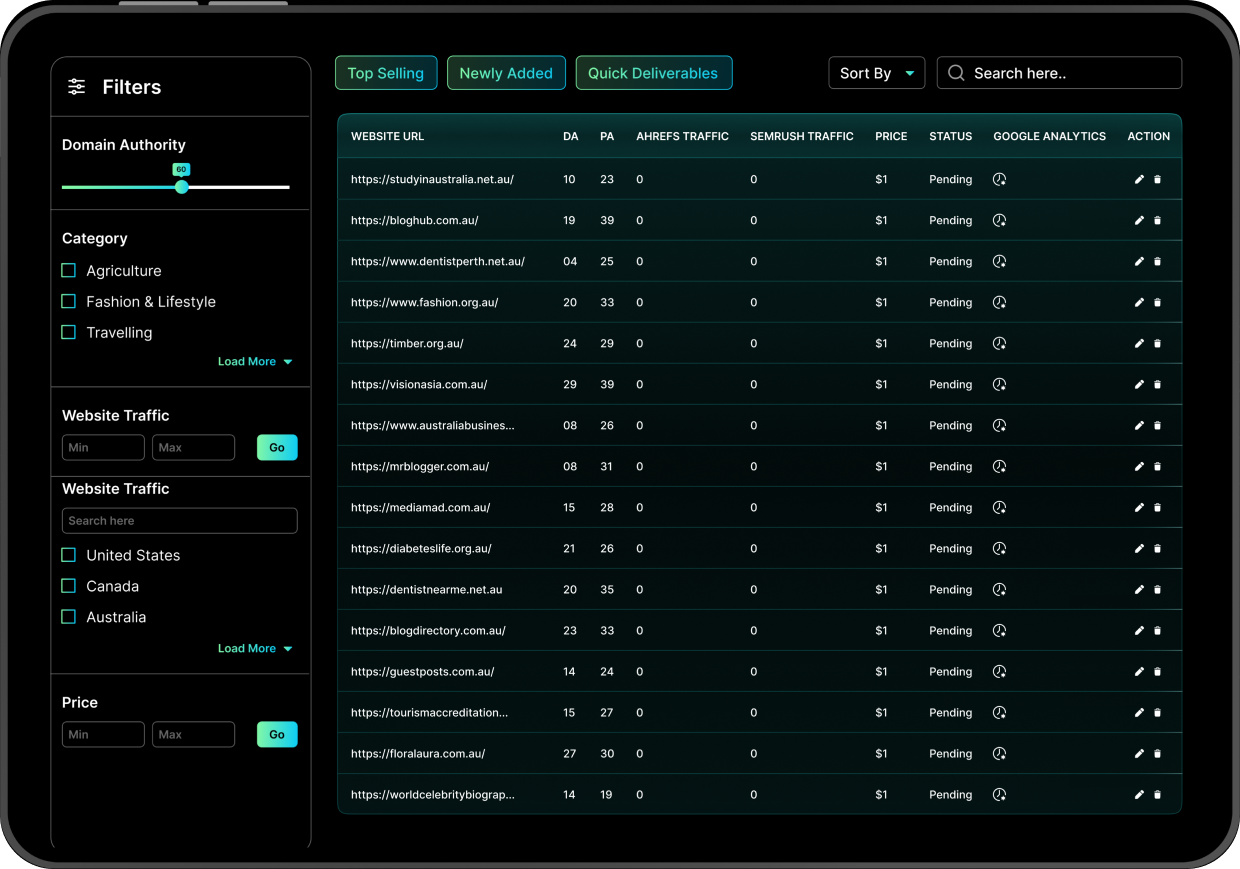 Filters
Domain Authority
60
Category
Agriculture
Fashion & Lifestyle
Travelling
Load More
Website Traffic
Min Max Go
Website Traffic
Search here
United States
Canada
Australia
Load More
Price
Min Max Go
Top Selling Newly Added Quick Deliverables Sort By Search here..
WEBSITE URL DA PA AHREFS TRAFFIC SEMRUSH TRAFFIC PRICE STATUS GOOGLE ANALYTICS ACTION
https://studyinaustralia.net.au/ 10 23 0 0 $1 Pending
https://bloghub.com.au/ 19 39 0 0 $1 Pending
https://www.dentistperth.net.au/ 04 25 0 0 $1 Pending
https://www.fashion.org.au/ 20 33 0 0 $1 Pending
https://timber.org.au/ 24 29 0 0 $1 Pending
https://visionasia.com.au/ 29 39 0 0 $1 Pending
https://www.australiabusines... 08 26 0 0 $1 Pending
https://mrblogger.com.au/ 08 31 0 0 $1 Pending
https://mediamad.com.au/ 15 28 0 0 $1 Pending
https://diabeteslife.org.au/ 21 26 0 0 $1 Pending
https://dentistnearme.net.au 20 35 0 0 $1 Pending
https://blogdirectory.com.au/ 23 33 0 0 $1 Pending
https://guestposts.com.au/ 14 24 0 0 $1 Pending
https://tourismaccreditation... 15 27 0 0 $1 Pending
https://floralaura.com.au/ 27 30 0 0 $1 Pending
https://worldcelebritybiograp... 14 19 0 0 $1 Pending